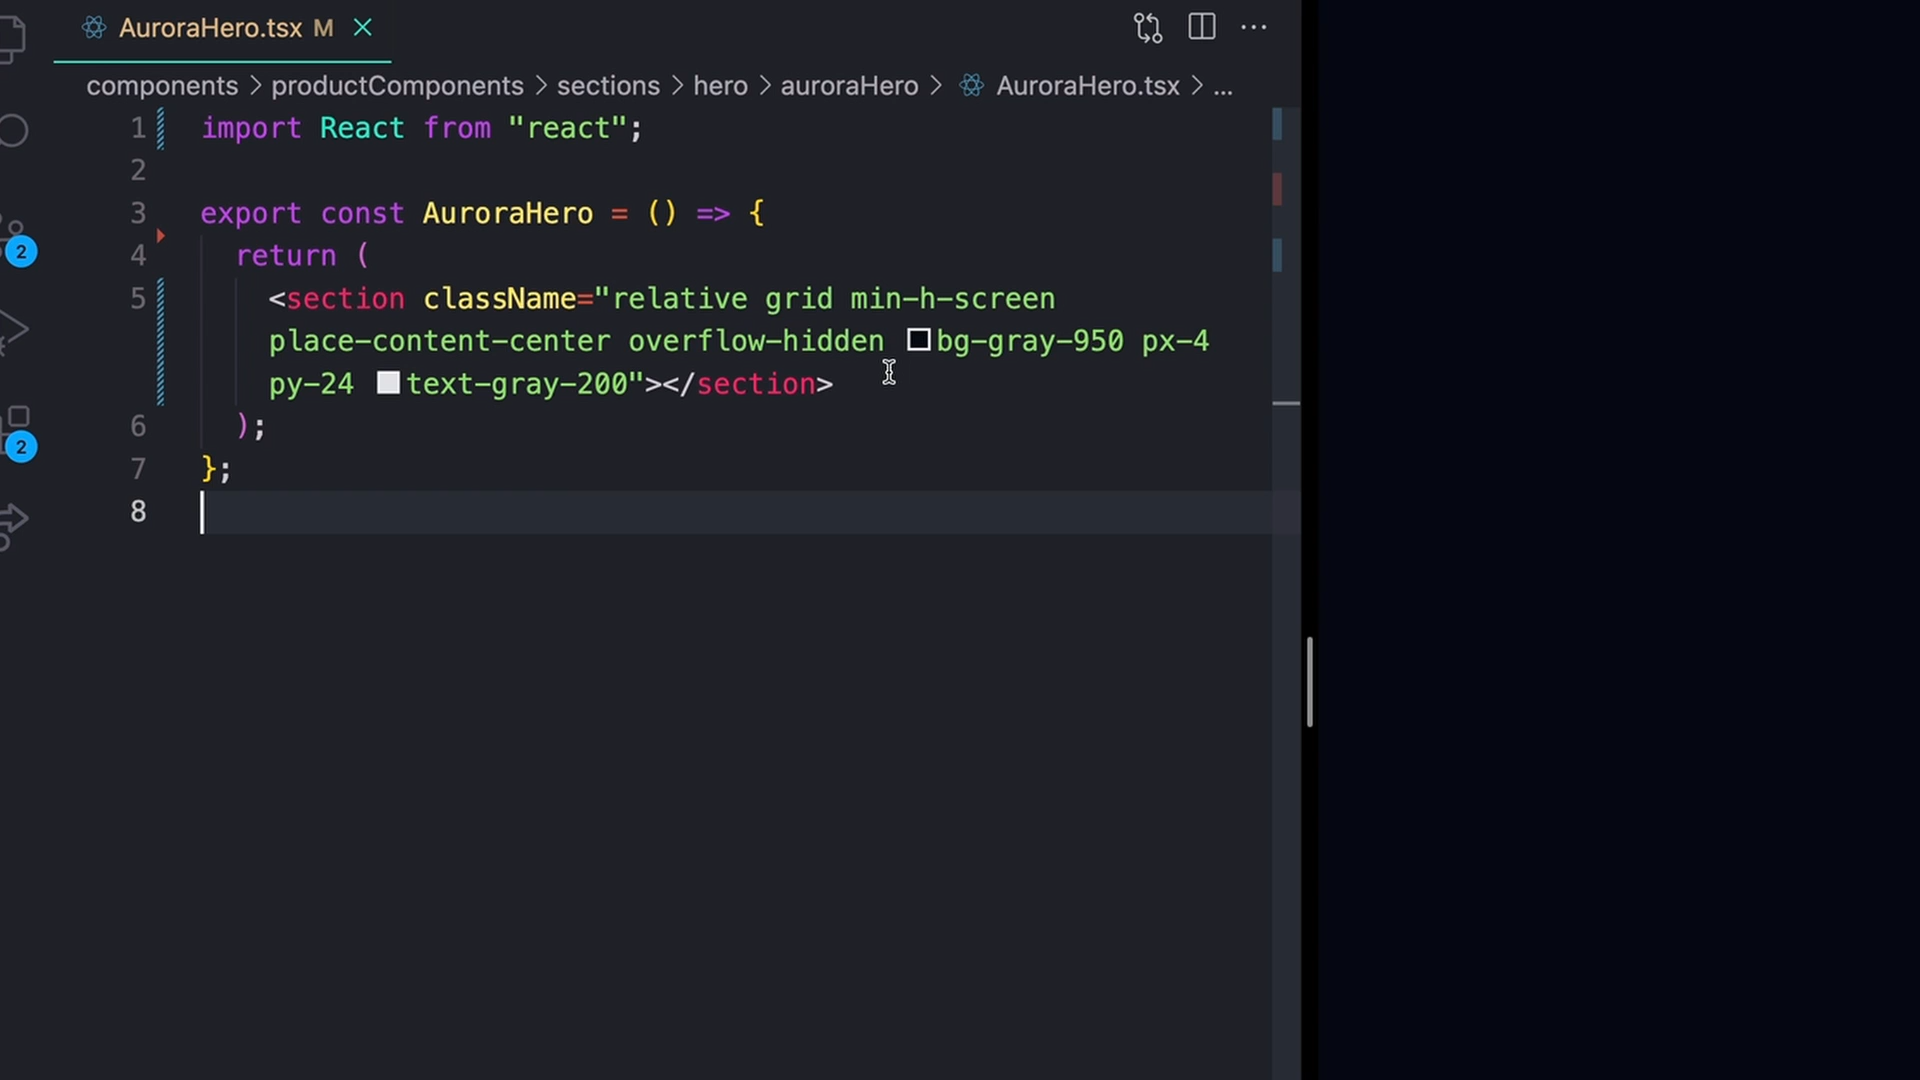 AuroraHero.tsx M
components > productComponents > sections > hero > auroraHero > AuroraHero.tsx > ...
1 import React from "react";
2
3 export const AuroraHero = () => {
4 return (
5 <section className="relative grid min-h-screen
place-content-center overflow-hidden bg-gray-950 px-4
py-24 text-gray-200"></section>
6 );
7 };
8
2
2